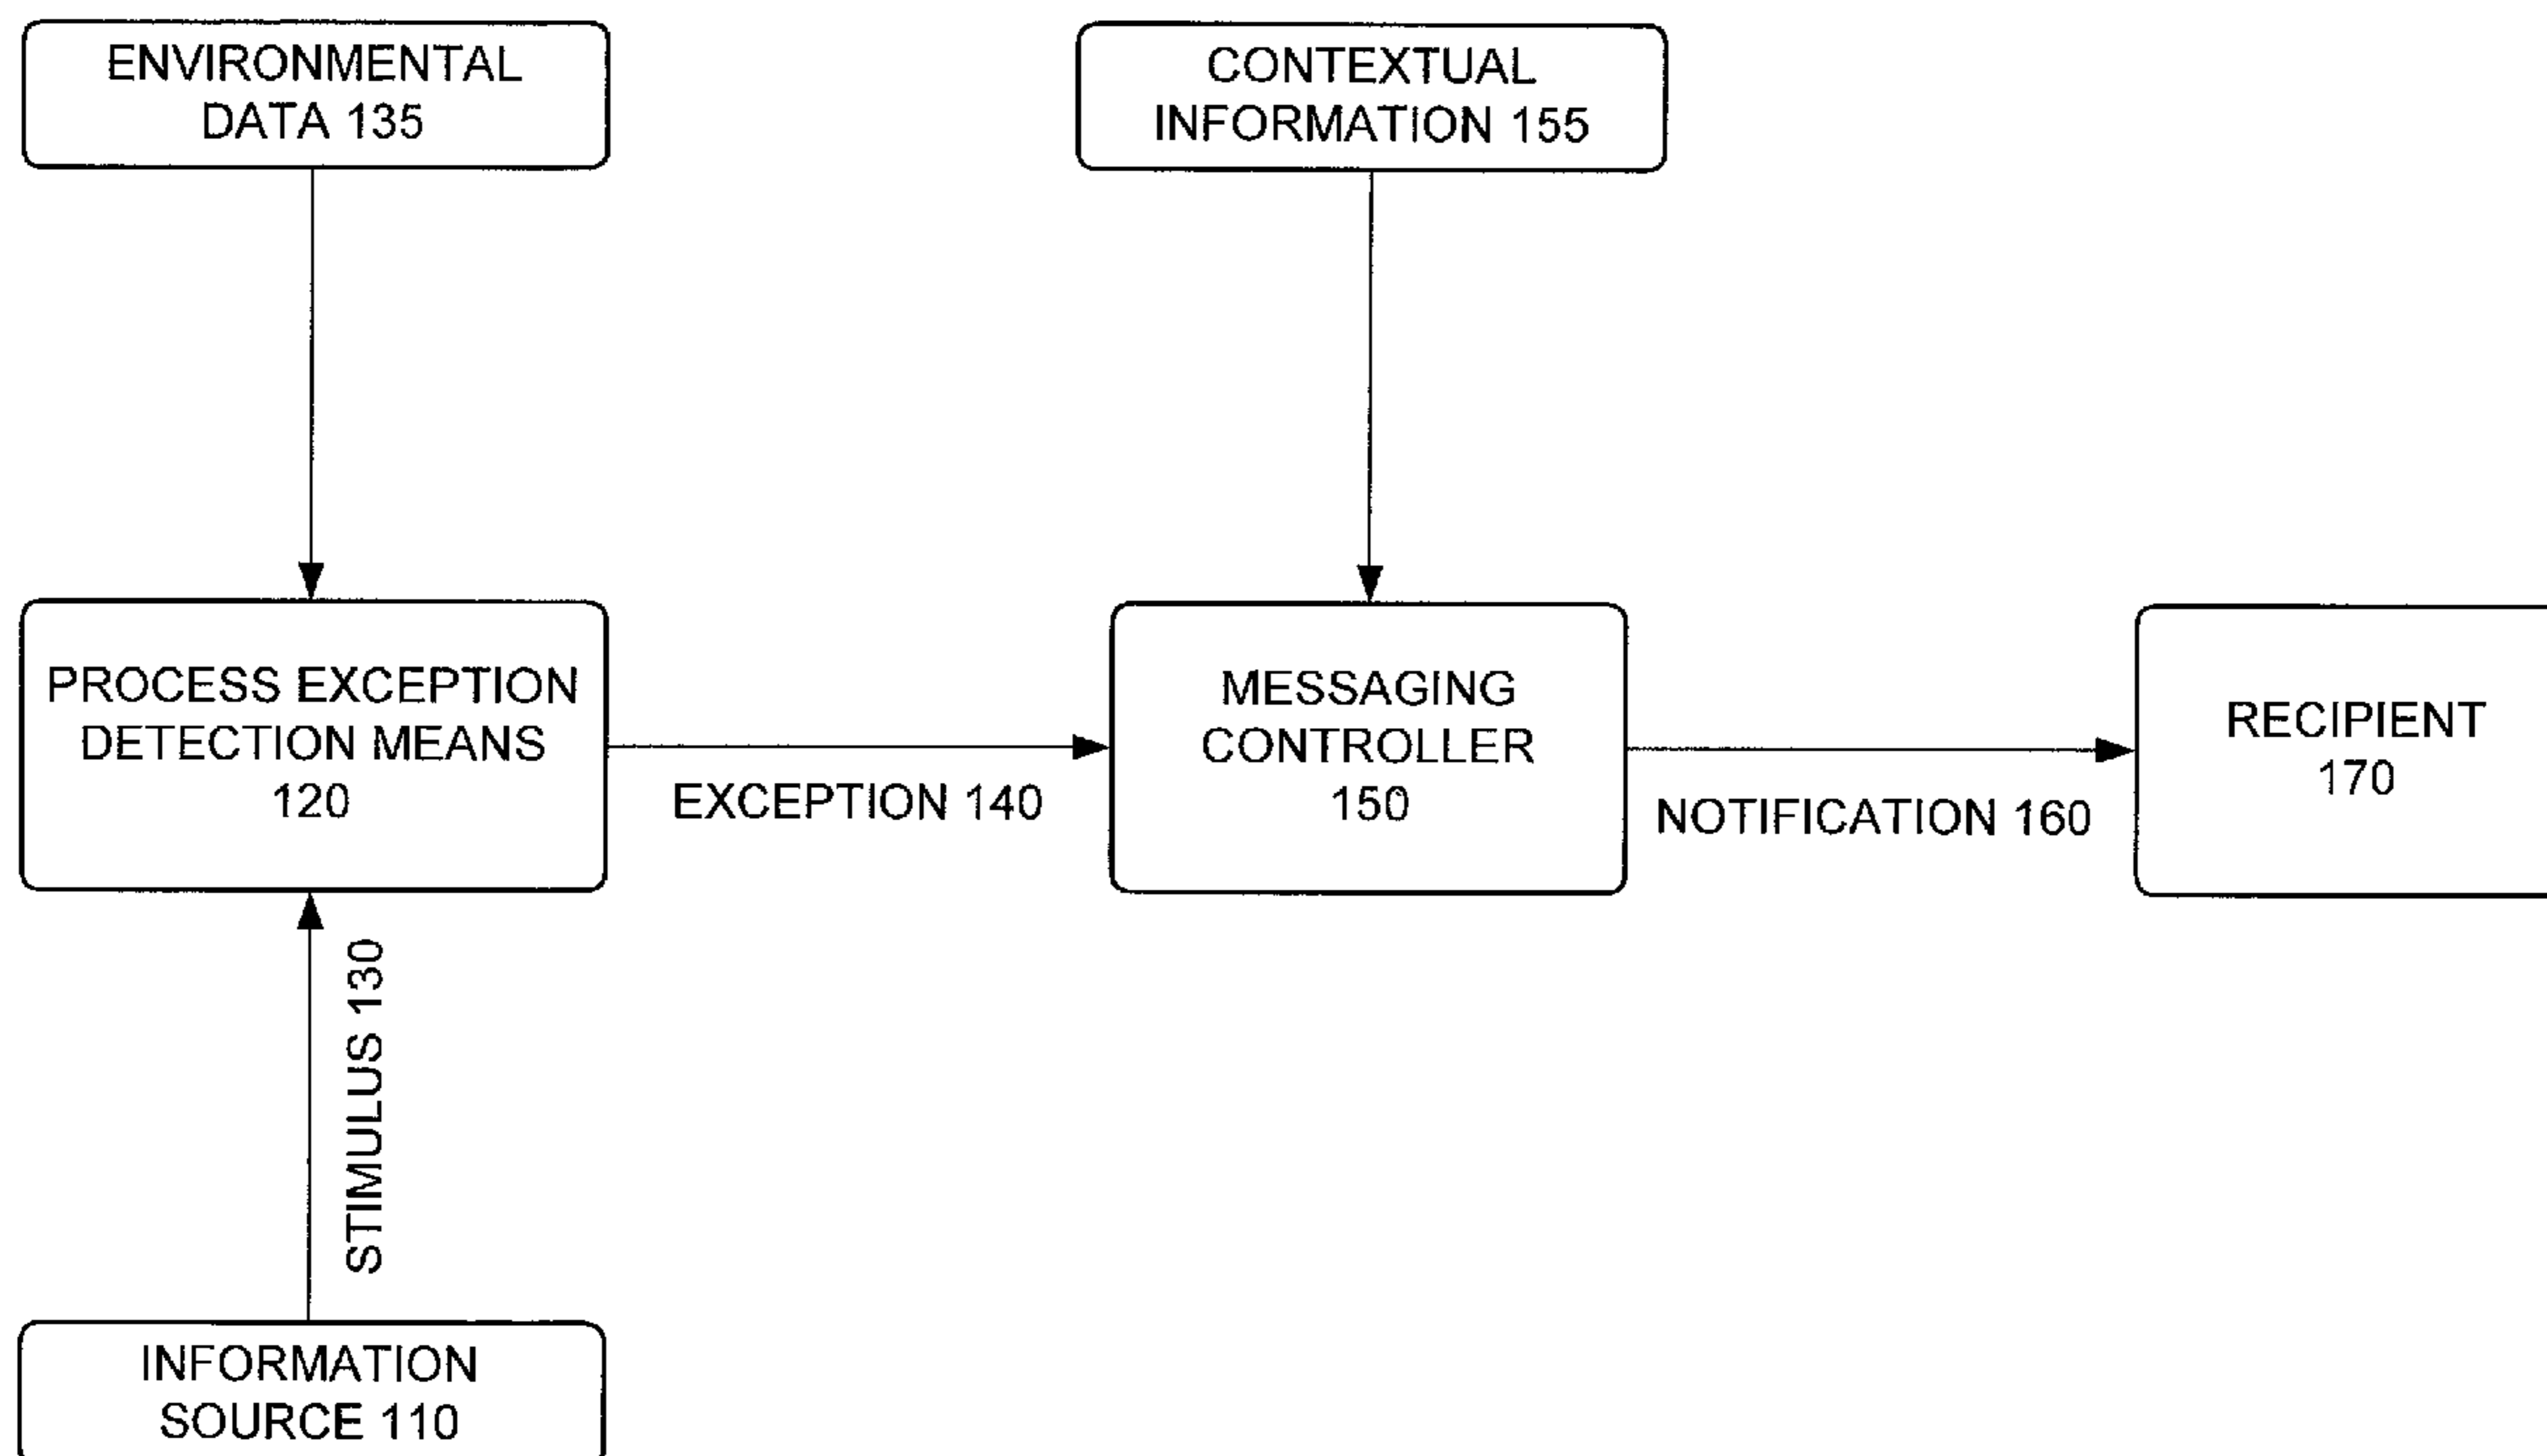 ENVIRONMENTAL
DATA 135
CONTEXTUAL
INFORMATION 155
PROCESS EXCEPTION
DETECTION MEANS
120
EXCEPTION 140
MESSAGING
CONTROLLER
150
NOTIFICATION 160
RECIPIENT
170
STIMULUS 130
INFORMATION
SOURCE 110